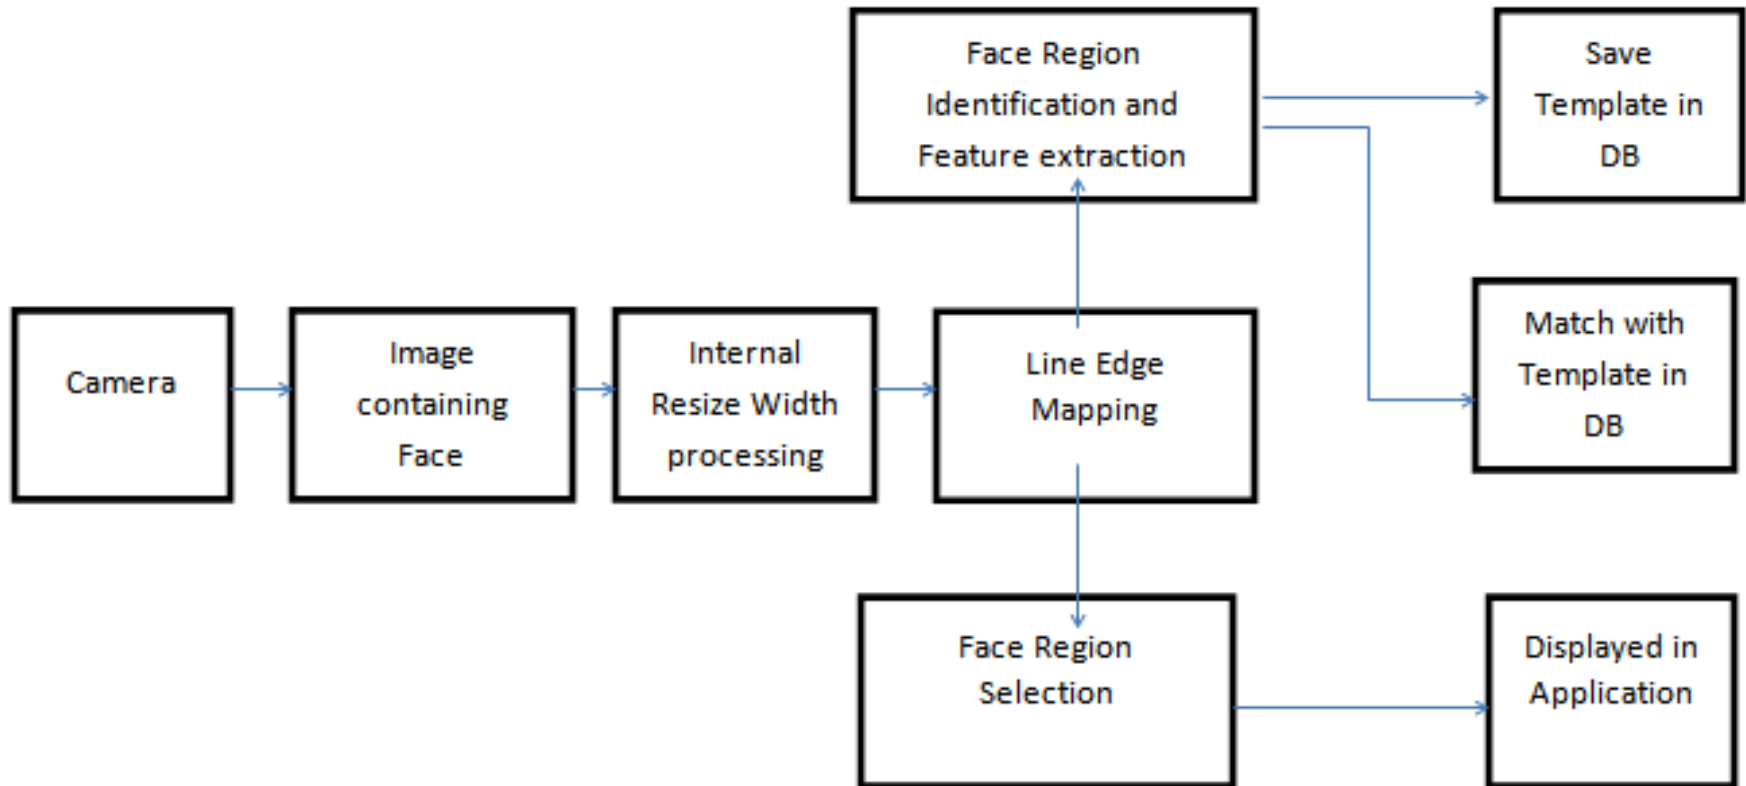 Face Region
Identification and
Feature extraction
Save
Template in
DB
Camera
Image
containing
Face
Internal
Resize Width
processing
Line Edge
Mapping
Match with
Template in
DB
Face Region
Selection
Displayed in
Application